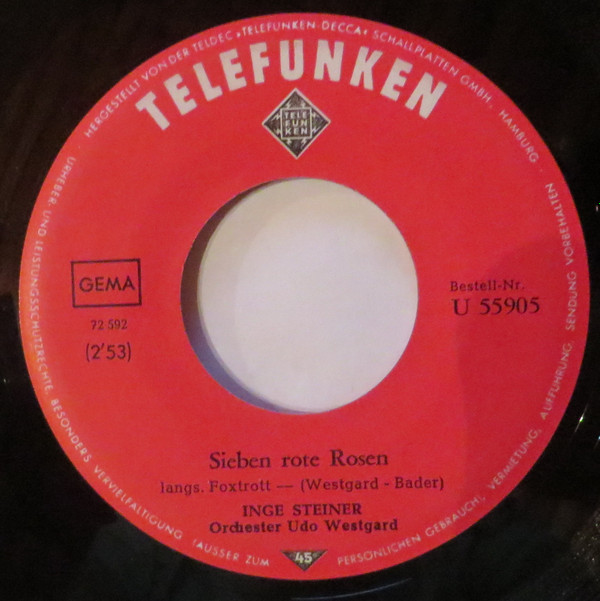 HERGESTELLT VON DER TELDEC »TELEFUNKEN-DECCA« SCHALLPLATTEN GMBH., HAMBURG
TELEFUNKEN
TELE
FUN
KEN
GEMA
72 592
(2'53)
Bestell-Nr.
U 55905
Sieben rote Rosen
langs. Foxtrott — (Westgard - Bader)
INGE STEINER
Orchester Udo Westgard
45
URHEBER- UND LEISTUNGSSCHUTZRECHTE, BESONDERS VERVIELFÄLTIGUNG (AUSSER ZUM PERSÖNLICHEN GEBRAUCH), VERMIETUNG, AUFFÜHRUNG, SENDUNG VORBEHALTEN